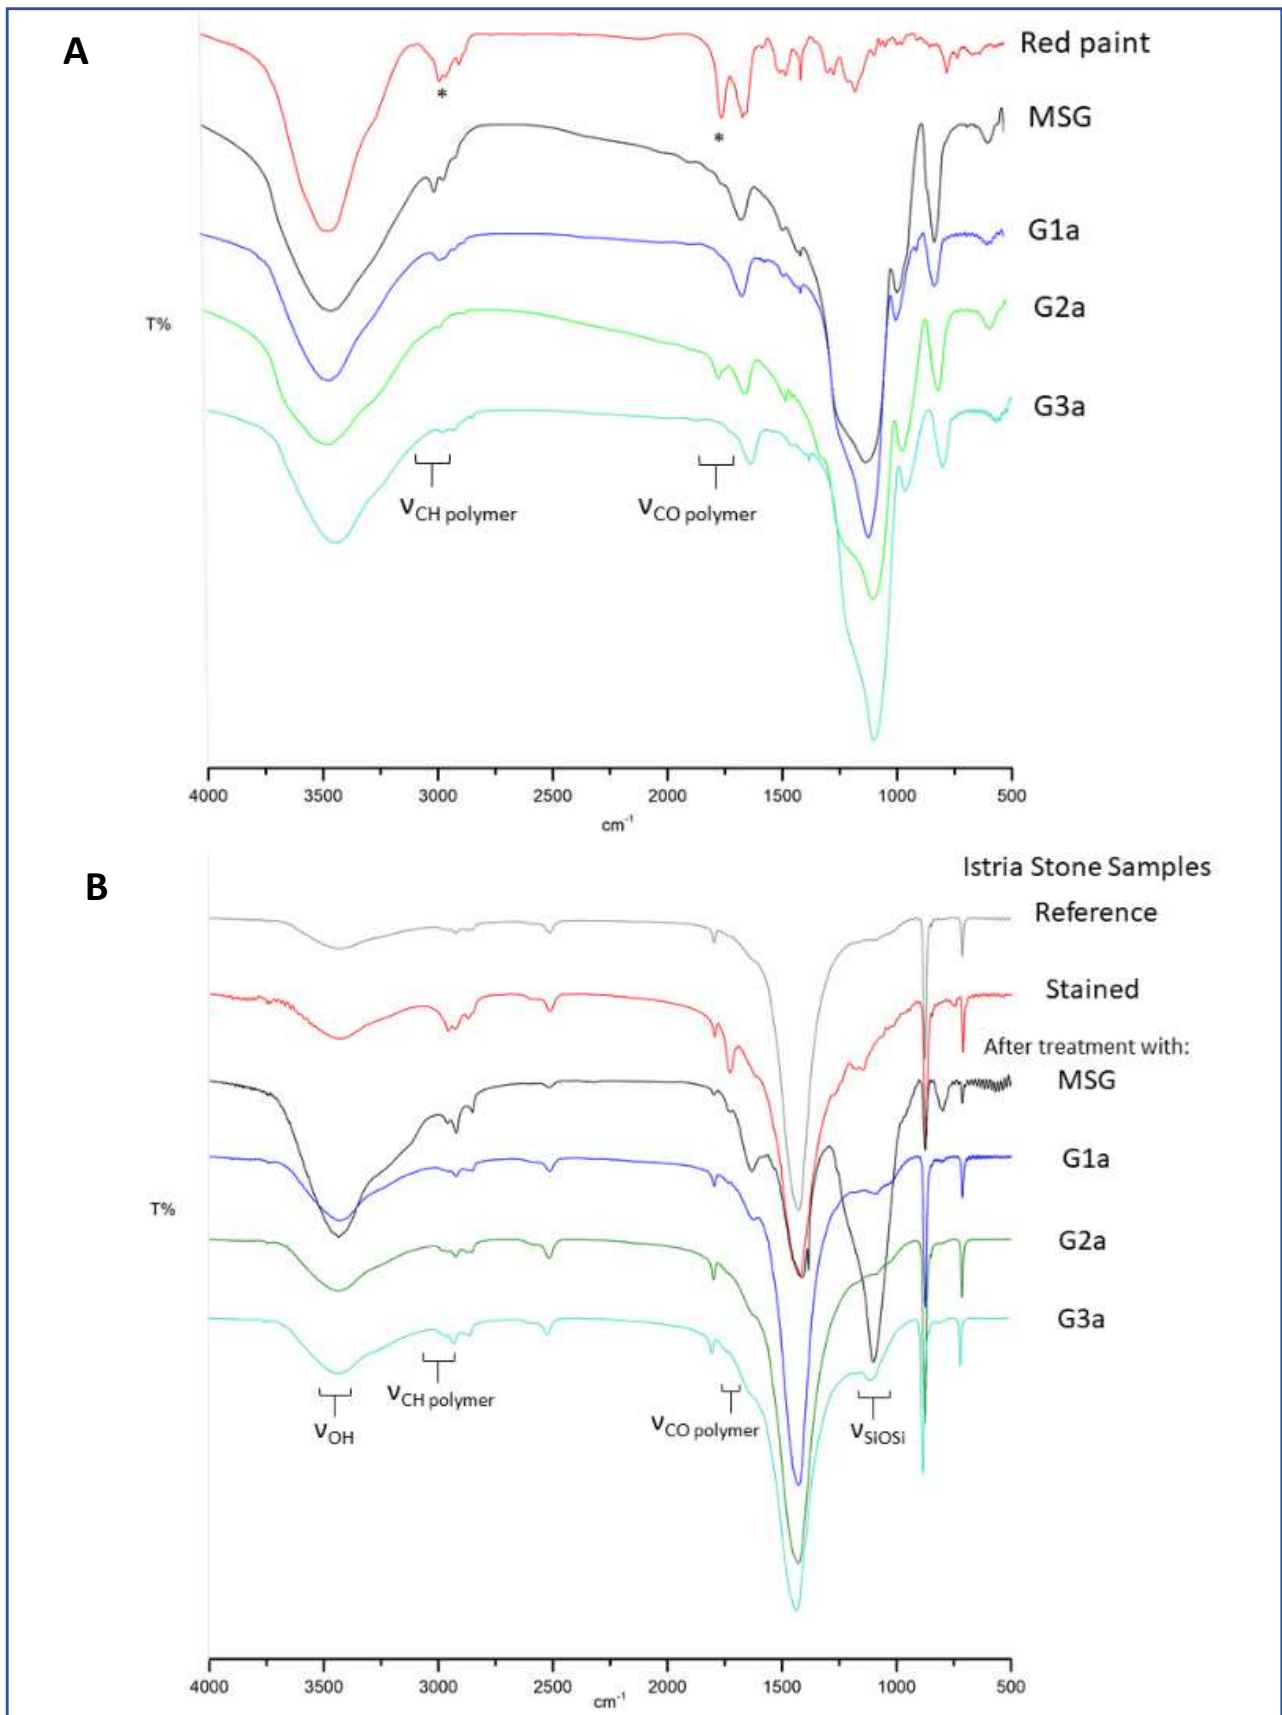 A
Red paint
*
*
MSG
G1a
T%
G2a
G3a
νCH polymer
νCO polymer
4000 3500 3000 2500 2000 1500 1000 500
cm-1
B
Istria Stone Samples
Reference
Stained
After treatment with:
MSG
G1a
T%
G2a
G3a
νOH
νCH polymer
νCO polymer
νSiOSi
4000 3500 3000 2500 2000 1500 1000 500
cm-1